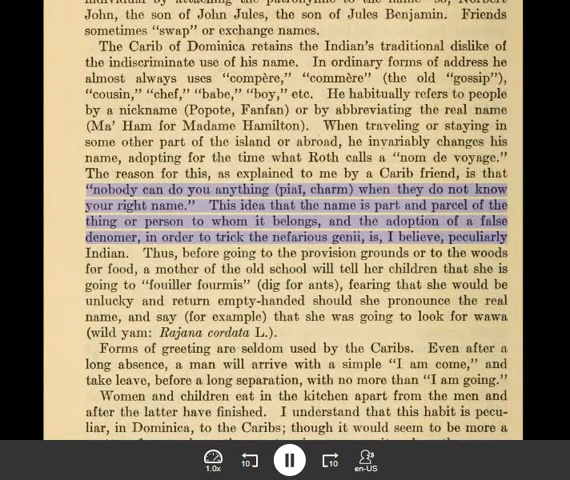 individual by attaching the patronymic to the name so, Norbert
John, the son of John Jules, the son of Jules Benjamin. Friends
sometimes “swap” or exchange names.
The Carib of Dominica retains the Indian’s traditional dislike of
the indiscriminate use of his name. In ordinary forms of address he
almost always uses “compère,” “commère” (the old “gossip”),
“cousin,” “chef,” “babe,” “boy,” etc. He habitually refers to people
by a nickname (Popote, Fanfan) or by abbreviating the real name
(Ma’ Ham for Madame Hamilton). When traveling or staying in
some other part of the island or abroad, he invariably changes his
name, adopting for the time what Roth calls a “nom de voyage.”
The reason for this, as explained to me by a Carib friend, is that
“nobody can do you anything (piaï, charm) when they do not know
your right name.” This idea that the name is part and parcel of the
thing or person to whom it belongs, and the adoption of a false
denomer, in order to trick the nefarious genii, is, I believe, peculiarly
Indian. Thus, before going to the provision grounds or to the woods
for food, a mother of the old school will tell her children that she is
going to “fouiller fourmis” (dig for ants), fearing that she would be
unlucky and return empty-handed should she pronounce the real
name, and say (for example) that she was going to look for wawa
(wild yam: Rajana cordata L.).
Forms of greeting are seldom used by the Caribs. Even after a
long absence, a man will arrive with a simple “I am come,” and
take leave, before a long separation, with no more than “I am going.”
Women and children eat in the kitchen apart from the men and
after the latter have finished. I understand that this habit is pecu-
liar, in Dominica, to the Caribs; though it would seem to be more a
1.0x 10 10 en-US